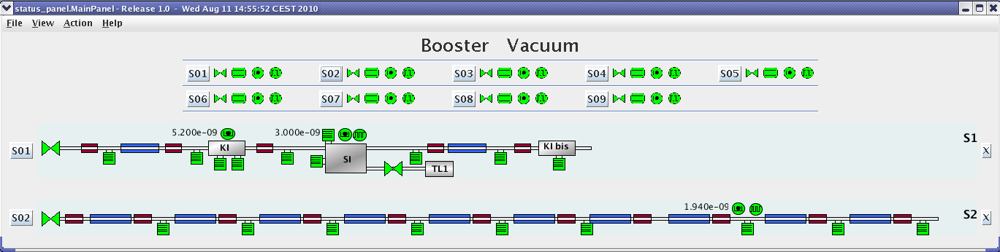 status_panel.MainPanel - Release 1.0 - Wed Aug 11 14:55:52 CEST 2010
File View Action Help
Booster Vacuum
S01 S02 S03 S04 S05
S06 S07 S08 S09
5.200e-09 3.000e-09 S1
S01 KI SI KI bis X
TL1
1.940e-09 S2
S02 X